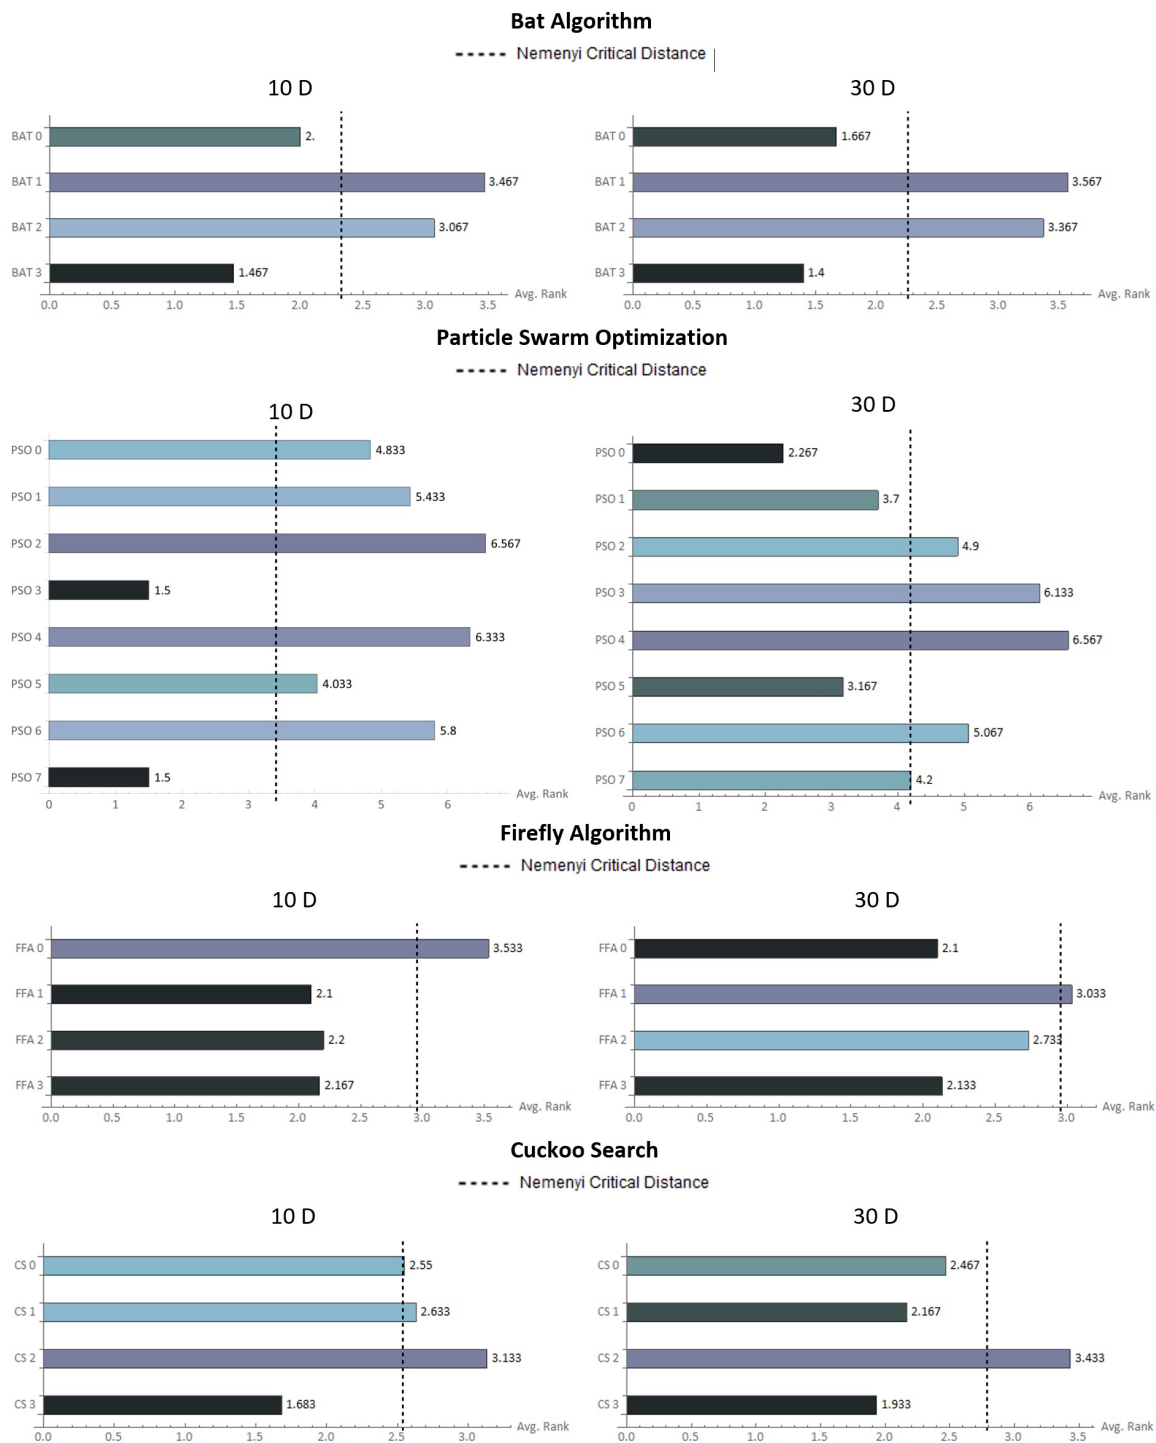 Bat Algorithm
Nemenyi Critical Distance
10 D
BAT 0 2.
BAT 1 3.467
BAT 2 3.067
BAT 3 1.467
0.0 0.5 1.0 1.5 2.0 2.5 3.0 3.5 Avg. Rank
30 D
BAT 0 1.667
BAT 1 3.567
BAT 2 3.367
BAT 3 1.4
0.0 0.5 1.0 1.5 2.0 2.5 3.0 3.5 Avg. Rank
Particle Swarm Optimization
Nemenyi Critical Distance
10 D
PSO 0 4.833
PSO 1 5.433
PSO 2 6.567
PSO 3 1.5
PSO 4 6.333
PSO 5 4.033
PSO 6 5.8
PSO 7 1.5
0 1 2 3 4 5 6 Avg. Rank
30 D
PSO 0 2.267
PSO 1 3.7
PSO 2 4.9
PSO 3 6.133
PSO 4 6.567
PSO 5 3.167
PSO 6 5.067
PSO 7 4.2
0 1 2 3 4 5 6 Avg. Rank
Firefly Algorithm
Nemenyi Critical Distance
10 D
FFA 0 3.533
FFA 1 2.1
FFA 2 2.2
FFA 3 2.167
0.0 0.5 1.0 1.5 2.0 2.5 3.0 3.5 Avg. Rank
30 D
FFA 0 2.1
FFA 1 3.033
FFA 2 2.733
FFA 3 2.133
0.0 0.5 1.0 1.5 2.0 2.5 3.0 Avg. Rank
Cuckoo Search
Nemenyi Critical Distance
10 D
CS 0 2.55
CS 1 2.633
CS 2 3.133
CS 3 1.683
0.0 0.5 1.0 1.5 2.0 2.5 3.0 Avg. Rank
30 D
CS 0 2.467
CS 1 2.167
CS 2 3.433
CS 3 1.933
0.0 0.5 1.0 1.5 2.0 2.5 3.0 3.5 Avg. Rank